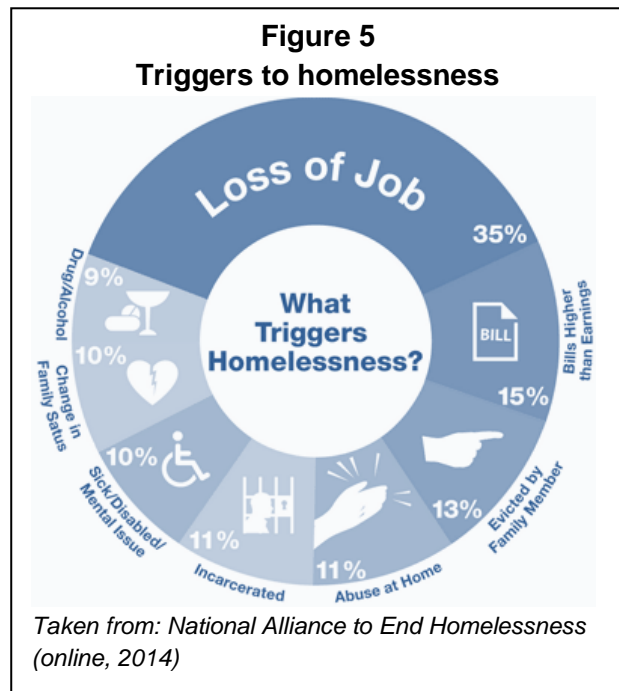 Figure 5
Triggers to homelessness
Loss of Job
35%
BILL
Bills Higher
than Earnings
15%
Evicted by
Family Member
13%
Abuse at Home
11%
Incarcerated
11%
Sick/Disabled/
Mental Issue
10%
Change in
Family Satus
10%
Drug/Alcohol
9%
What
Triggers
Homelessness?
Taken from: National Alliance to End Homelessness
(online, 2014)